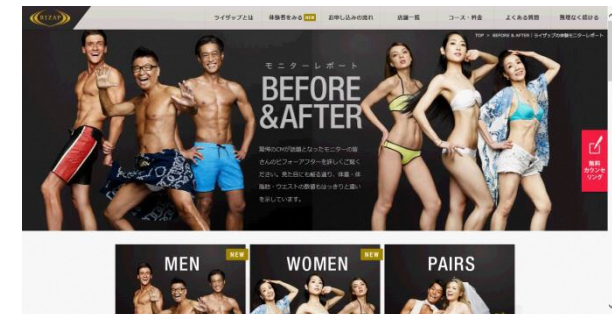 RIZAP
ライザップとは
体験者をみる NEW
お申し込みの流れ
店舗一覧
コース・料金
よくある質問
無理なく続ける
TOP > BEFORE & AFTER | ライザップの体験モニターレポート
モニターレポート
BEFORE
&AFTER
驚愕のCMが話題となったモニターの皆
さんのビフォーアフターを詳しくご覧く
ださい。見た目にも解る通り、体重・体
脂肪・ウエストの数値もはっきりと違い
を示しています。
無料
カウンセ
リング
MEN
NEW
WOMEN
NEW
PAIRS